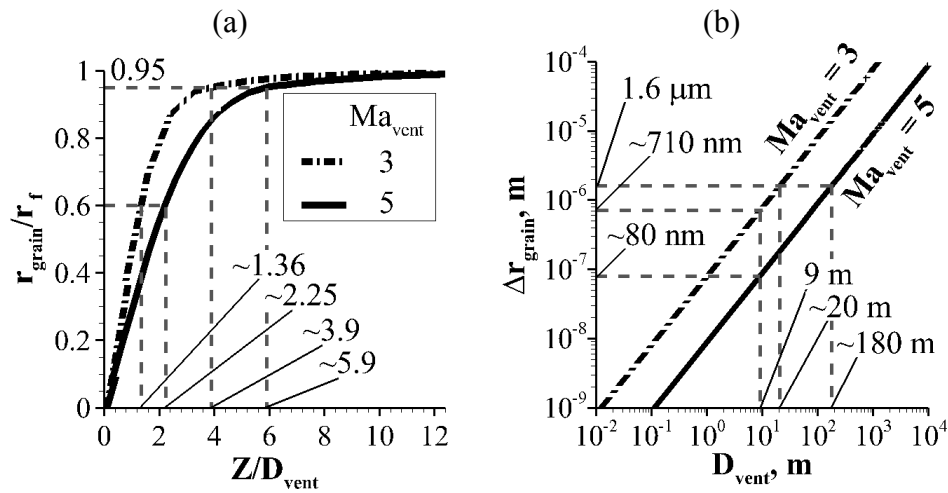 (a)
1
0.95
0.8
0.6
0.4
0.2
0
r_grain/r_f
Ma_vent
3
5
~1.36
~2.25
~3.9
~5.9
0 2 4 6 8 10 12
Z/D_vent
(b)
10^-4
10^-5
10^-6
10^-7
10^-8
10^-9
Δr_grain, m
1.6 μm
~710 nm
~80 nm
Ma_vent = 3
Ma_vent = 5
9 m
~20 m
~180 m
10^-2 10^-1 10^0 10^1 10^2 10^3 10^4
D_vent, m